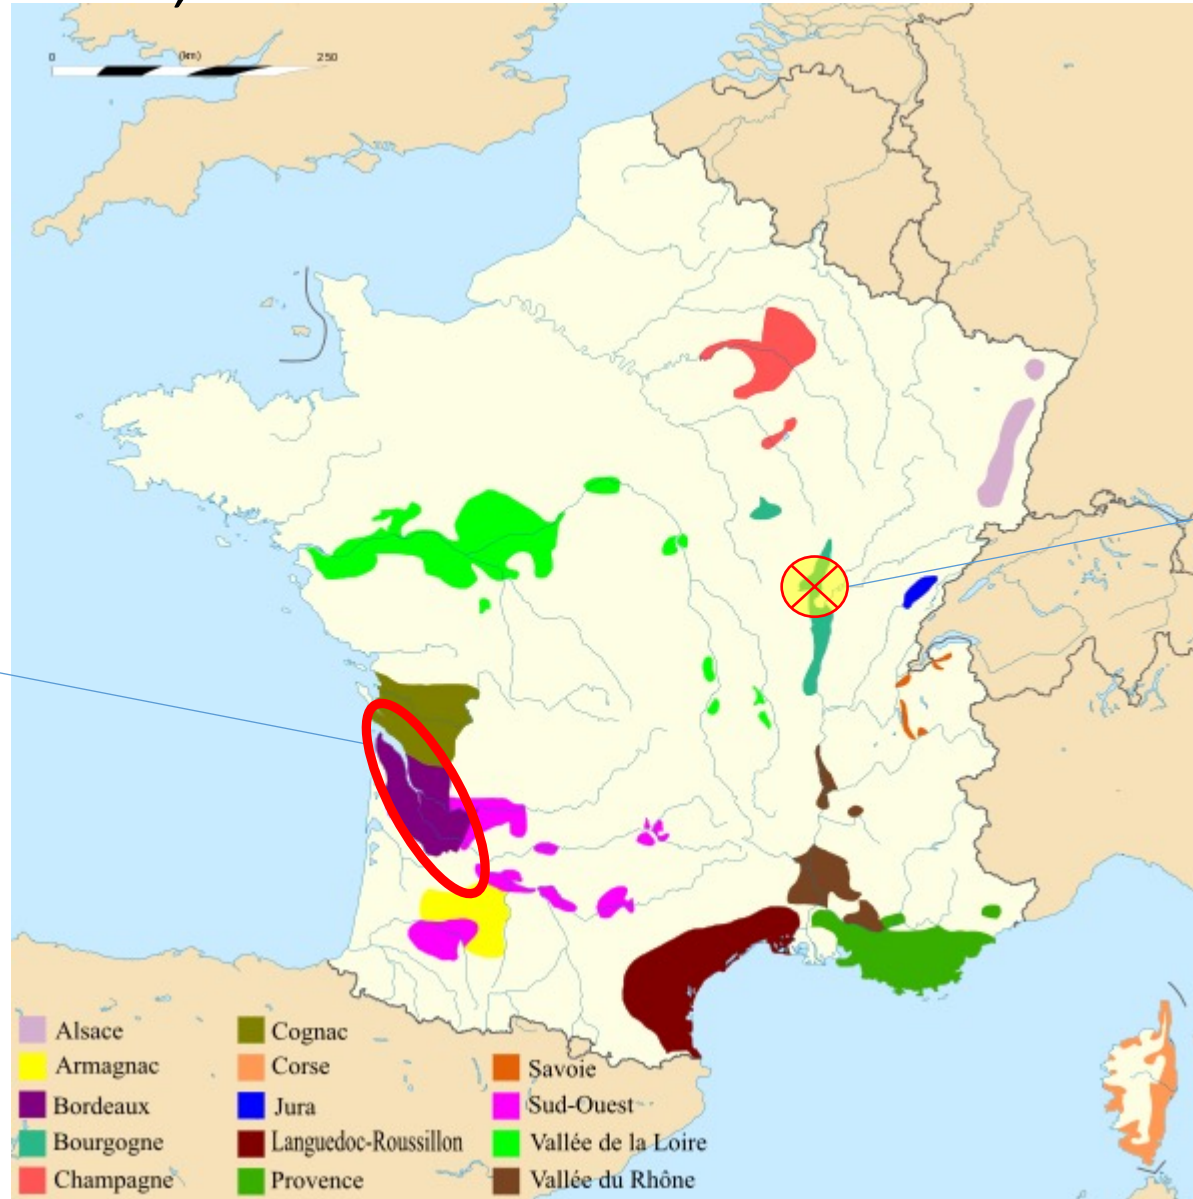 0 (km) 250
Alsace
Armagnac
Bordeaux
Bourgogne
Champagne
Cognac
Corse
Jura
Languedoc-Roussillon
Provence
Savoie
Sud-Ouest
Vallée de la Loire
Vallée du Rhône